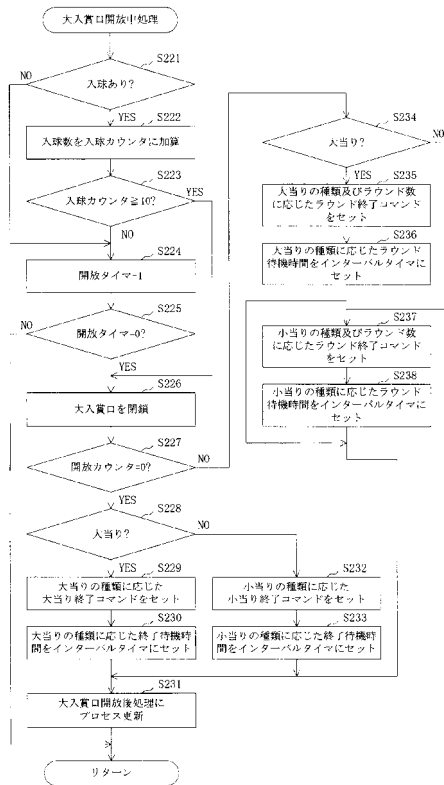 大入賞口開放中処理
S221
NO
入球あり?
YES
S222
入球数を入球カウンタに加算
S223
YES
入球カウンタ≧10?
NO
S224
開放タイマ-1
S225
NO
開放タイマ=0?
YES
S226
大入賞口を閉鎖
S227
NO
開放カウンタ=0?
YES
S228
大当り?
NO
YES
S229
大当りの種類に応じた
大当り終了コマンドをセット
S230
大当りの種類に応じた終了待機時
間をインターバルタイマにセット
S232
小当りの種類に応じた
小当り終了コマンドをセット
S233
小当りの種類に応じた終了待機時
間をインターバルタイマにセット
S231
大入賞口開放後処理に
プロセス更新
リターン
S234
大当り?
NO
YES
S235
大当りの種類及びラウンド数
に応じたラウンド終了コマンド
をセット
S236
大当りの種類に応じたラウンド
待機時間をインターバルタイマに
セット
S237
小当りの種類及びラウンド数
に応じたラウンド終了コマンド
をセット
S238
小当りの種類に応じたラウンド
待機時間をインターバルタイマに
セット